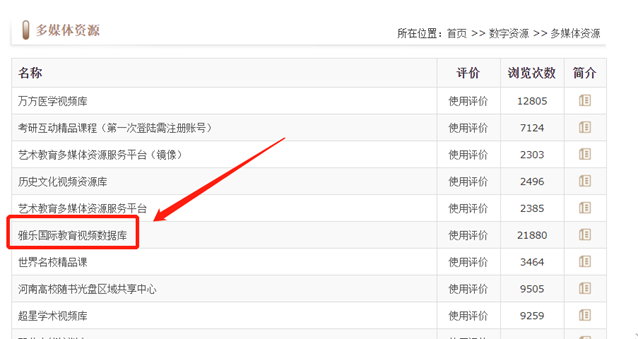 多媒体资源
所在位置：首页 >> 数字资源 >> 多媒体资源
名称 评价 浏览次数 简介
万方医学视频库 使用评价 12805
考研互动精品课程（第一次登陆需注册账号） 使用评价 7124
艺术教育多媒体资源服务平台（镜像） 使用评价 2303
历史文化视频资源库 使用评价 2496
艺术教育多媒体资源服务平台 使用评价 2385
雅乐国际教育视频数据库 使用评价 21880
世界名校精品课 使用评价 3464
河南高校随书光盘区域共享中心 使用评价 9505
超星学术视频库 使用评价 9259